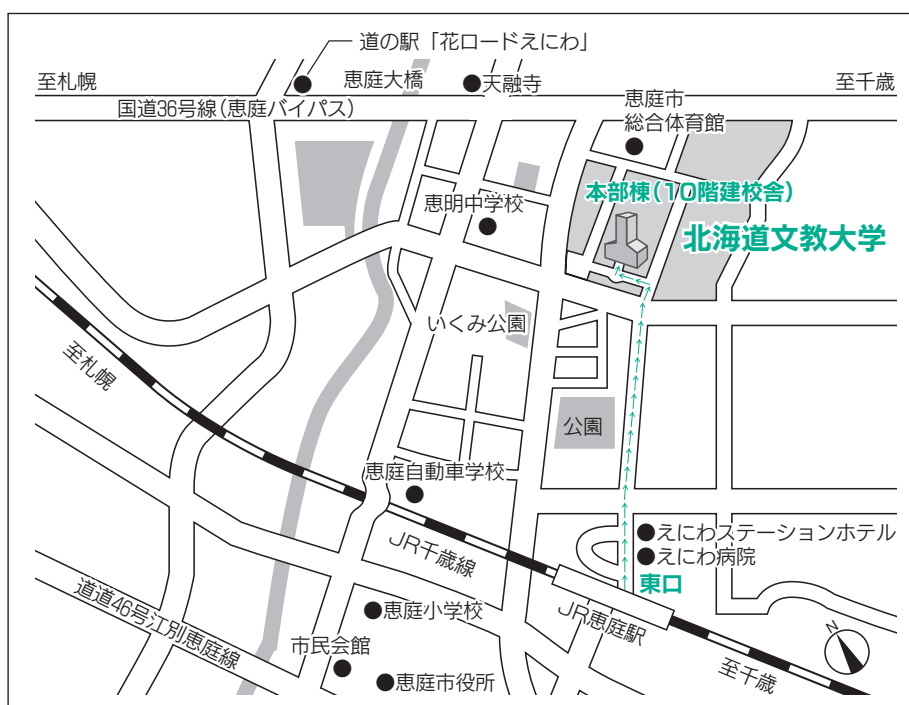 道の駅「花ロードえにわ」
至札幌
恵庭大橋
天融寺
至千歳
国道36号線(恵庭バイパス)
恵庭市
総合体育館
本部棟(10階建校舎)
恵明中学校
北海道文教大学
いくみ公園
至札幌
公園
恵庭自動車学校
えにわステーションホテル
えにわ病院
JR千歳線
東口
道道46号江別恵庭線
恵庭小学校
JR恵庭駅
市民会館
恵庭市役所
至千歳
N